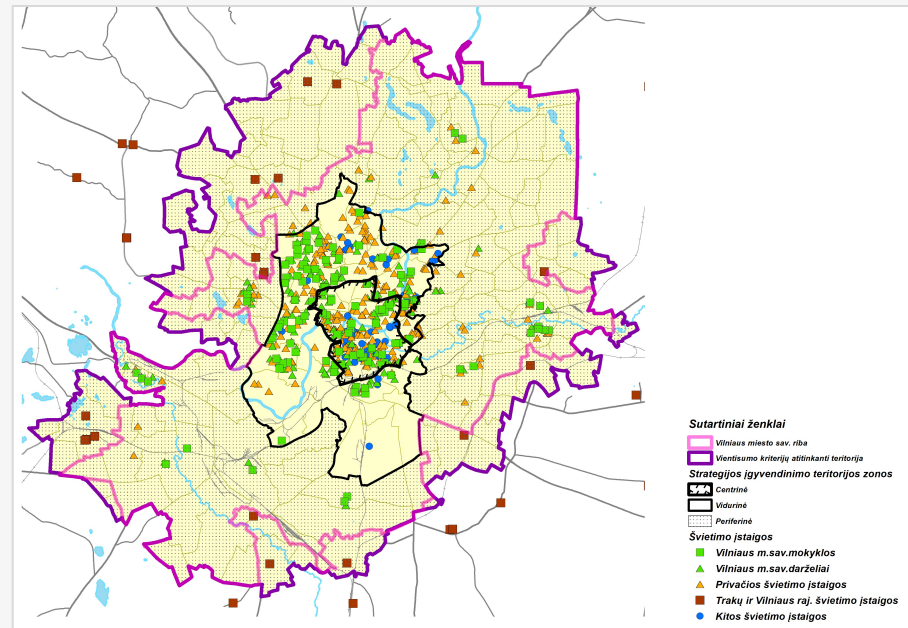 Sutartiniai ženklai
Vilniaus miesto sav. riba
Vientisumo kriterijų atitinkanti teritorija
Strategijos įgyvendinimo teritorijos zonos
Centrinė
Vidurinė
Periferinė
Švietimo įstaigos
Vilniaus m.sav.mokyklos
Vilniaus m.sav.darželiai
Privačios švietimo įstaigos
Trakų ir Vilniaus raj. švietimo įstaigos
Kitos švietimo įstaigos